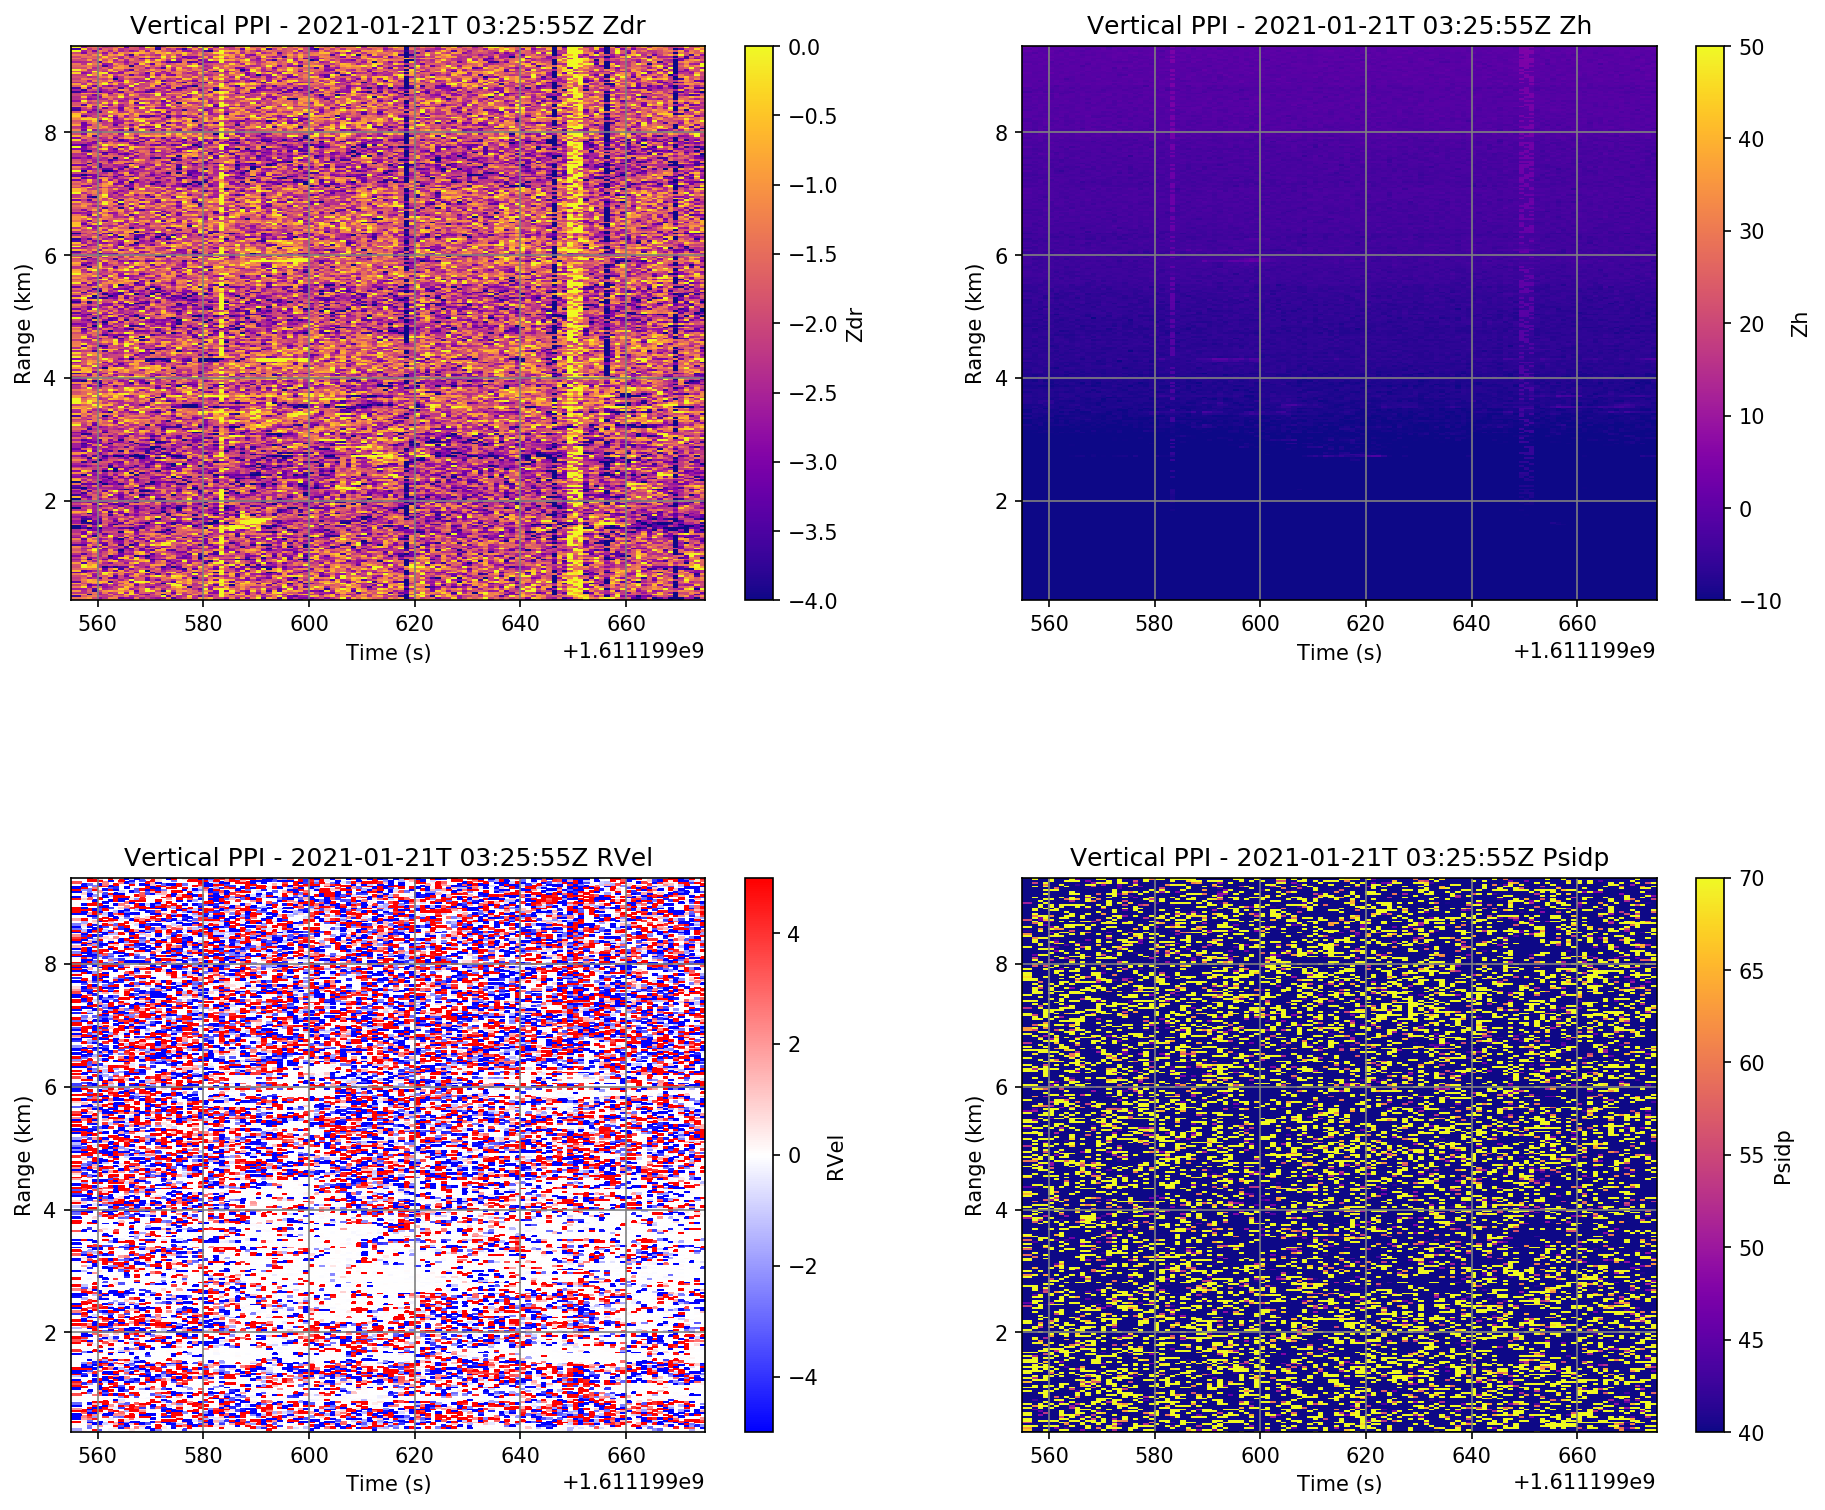 Vertical PPI - 2021-01-21T 03:25:55Z Zdr
Range (km)
8
6
4
2
560 580 600 620 640 660
Time (s)
+1.611199e9
0.0
−0.5
−1.0
−1.5
−2.0
−2.5
−3.0
−3.5
−4.0
Zdr
Vertical PPI - 2021-01-21T 03:25:55Z Zh
Range (km)
8
6
4
2
560 580 600 620 640 660
Time (s)
+1.611199e9
50
40
30
20
10
0
−10
Zh
Vertical PPI - 2021-01-21T 03:25:55Z RVel
Range (km)
8
6
4
2
560 580 600 620 640 660
Time (s)
+1.611199e9
4
2
0
−2
−4
RVel
Vertical PPI - 2021-01-21T 03:25:55Z Psidp
Range (km)
8
6
4
2
560 580 600 620 640 660
Time (s)
+1.611199e9
70
65
60
55
50
45
40
Psidp